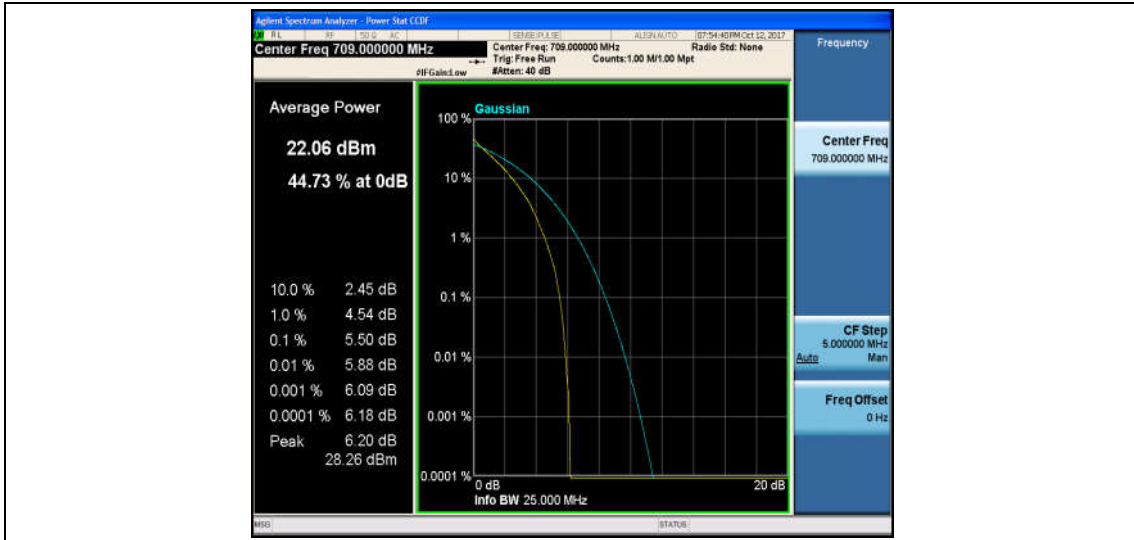 Agilent Spectrum Analyzer - Power Stat CCDF
RL RF 50 Ω AC SENSE:PULSE ALIGN AUTO 07:54:40 PM Oct 12, 2017
Center Freq 709.000000 MHz
Center Freq: 709.000000 MHz Radio Std: None
Trig: Free Run Counts:1.00 M/1.00 Mpt
#IFGain:Low #Atten: 40 dB
Frequency
Average Power
22.06 dBm
44.73 % at 0dB
10.0 % 2.45 dB
1.0 % 4.54 dB
0.1 % 5.50 dB
0.01 % 5.88 dB
0.001 % 6.09 dB
0.0001 % 6.18 dB
Peak 6.20 dB
28.26 dBm
Gaussian
100 %
10 %
1 %
0.1 %
0.01 %
0.001 %
0.0001 %
0 dB 20 dB
Info BW 25.000 MHz
Center Freq
709.000000 MHz
CF Step
5.000000 MHz
Auto Man
Freq Offset
0 Hz
MSG STATUS